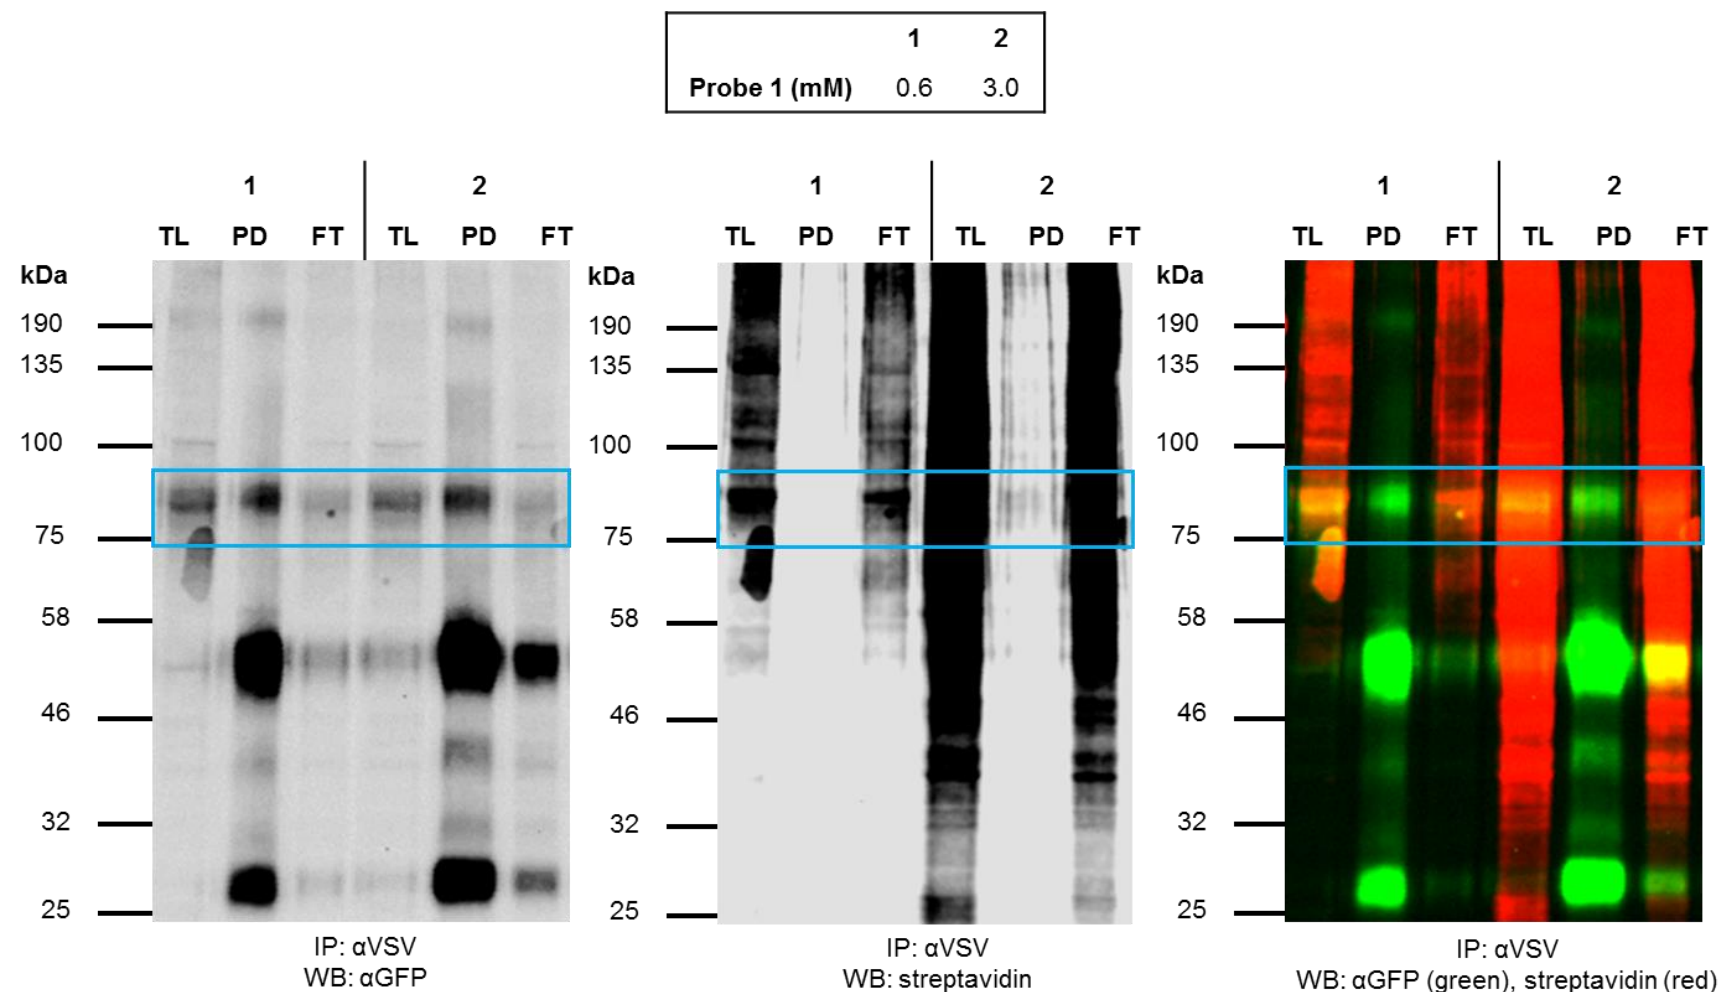 1 2
Probe 1 (mM) 0.6 3.0
1 2
TL PD FT TL PD FT
kDa
190
135
100
75
58
46
32
25
IP: αVSV
WB: αGFP
1 2
TL PD FT TL PD FT
kDa
190
135
100
75
58
46
32
25
IP: αVSV
WB: streptavidin
1 2
TL PD FT TL PD FT
kDa
190
135
100
75
58
46
32
25
IP: αVSV
WB: αGFP (green), streptavidin (red)